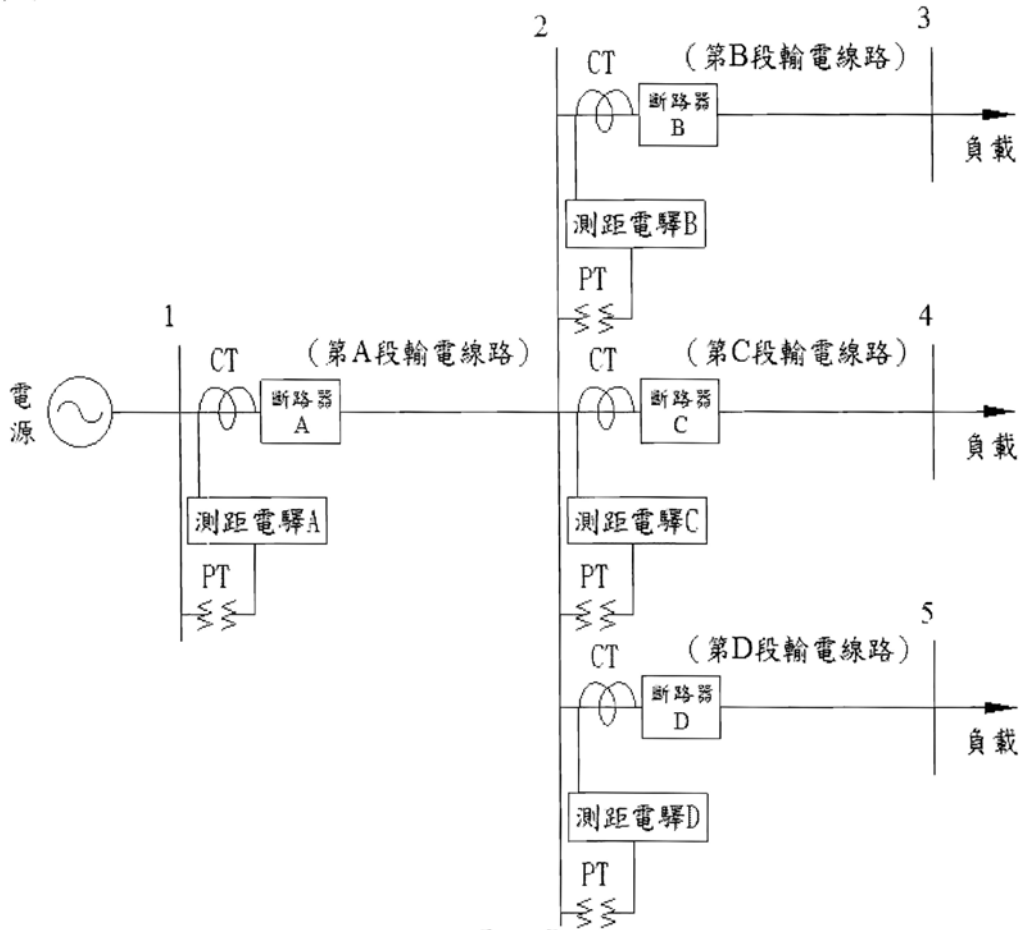 2
3
CT
（第B段輸電線路）
斷路器
B
負載
測距電驛B
PT
1
4
CT
（第A段輸電線路）
CT
（第C段輸電線路）
電源
斷路器
A
斷路器
C
負載
測距電驛A
測距電驛C
PT
PT
5
CT
（第D段輸電線路）
斷路器
D
負載
測距電驛D
PT